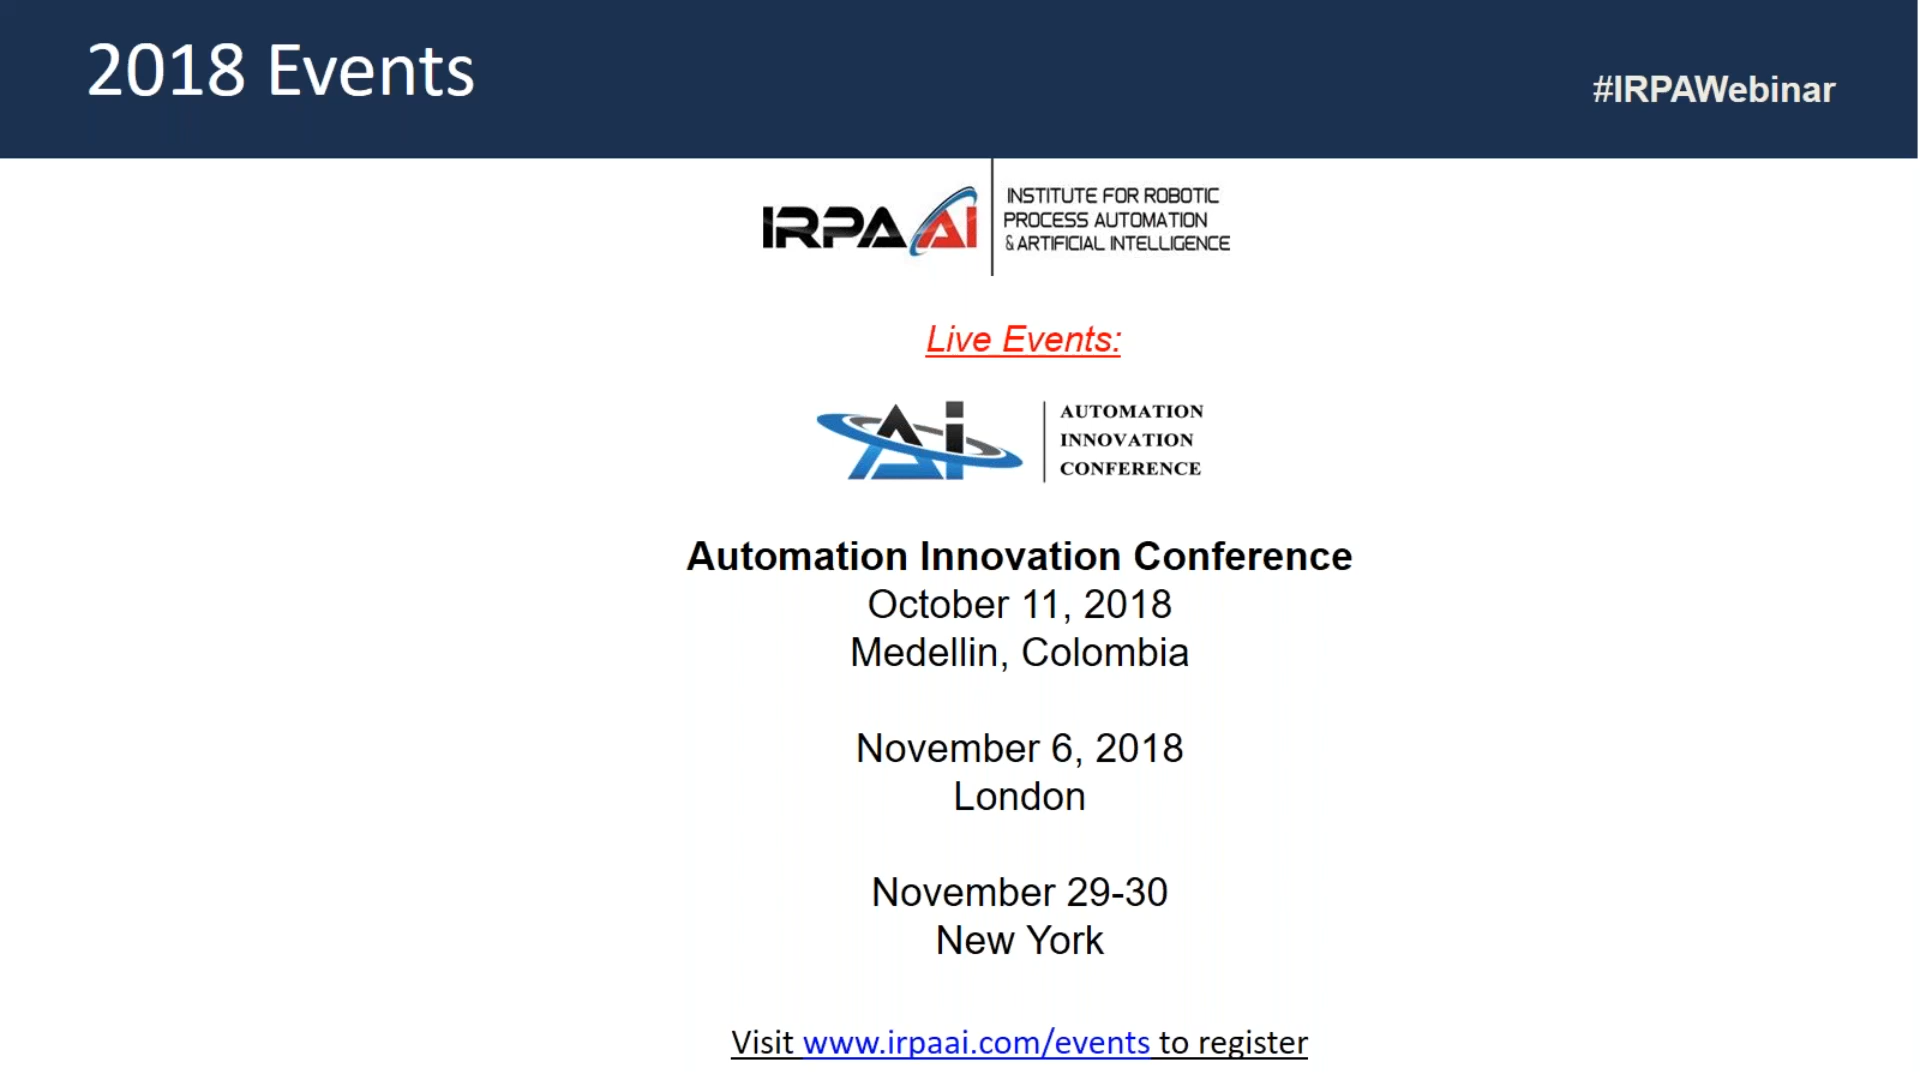 2018 Events
#IRPAWebinar
IRPA AI
INSTITUTE FOR ROBOTIC
PROCESS AUTOMATION
& ARTIFICIAL INTELLIGENCE
Live Events:
Ai
AUTOMATION
INNOVATION
CONFERENCE
Automation Innovation Conference
October 11, 2018
Medellin, Colombia
November 6, 2018
London
November 29-30
New York
Visit www.irpaai.com/events to register